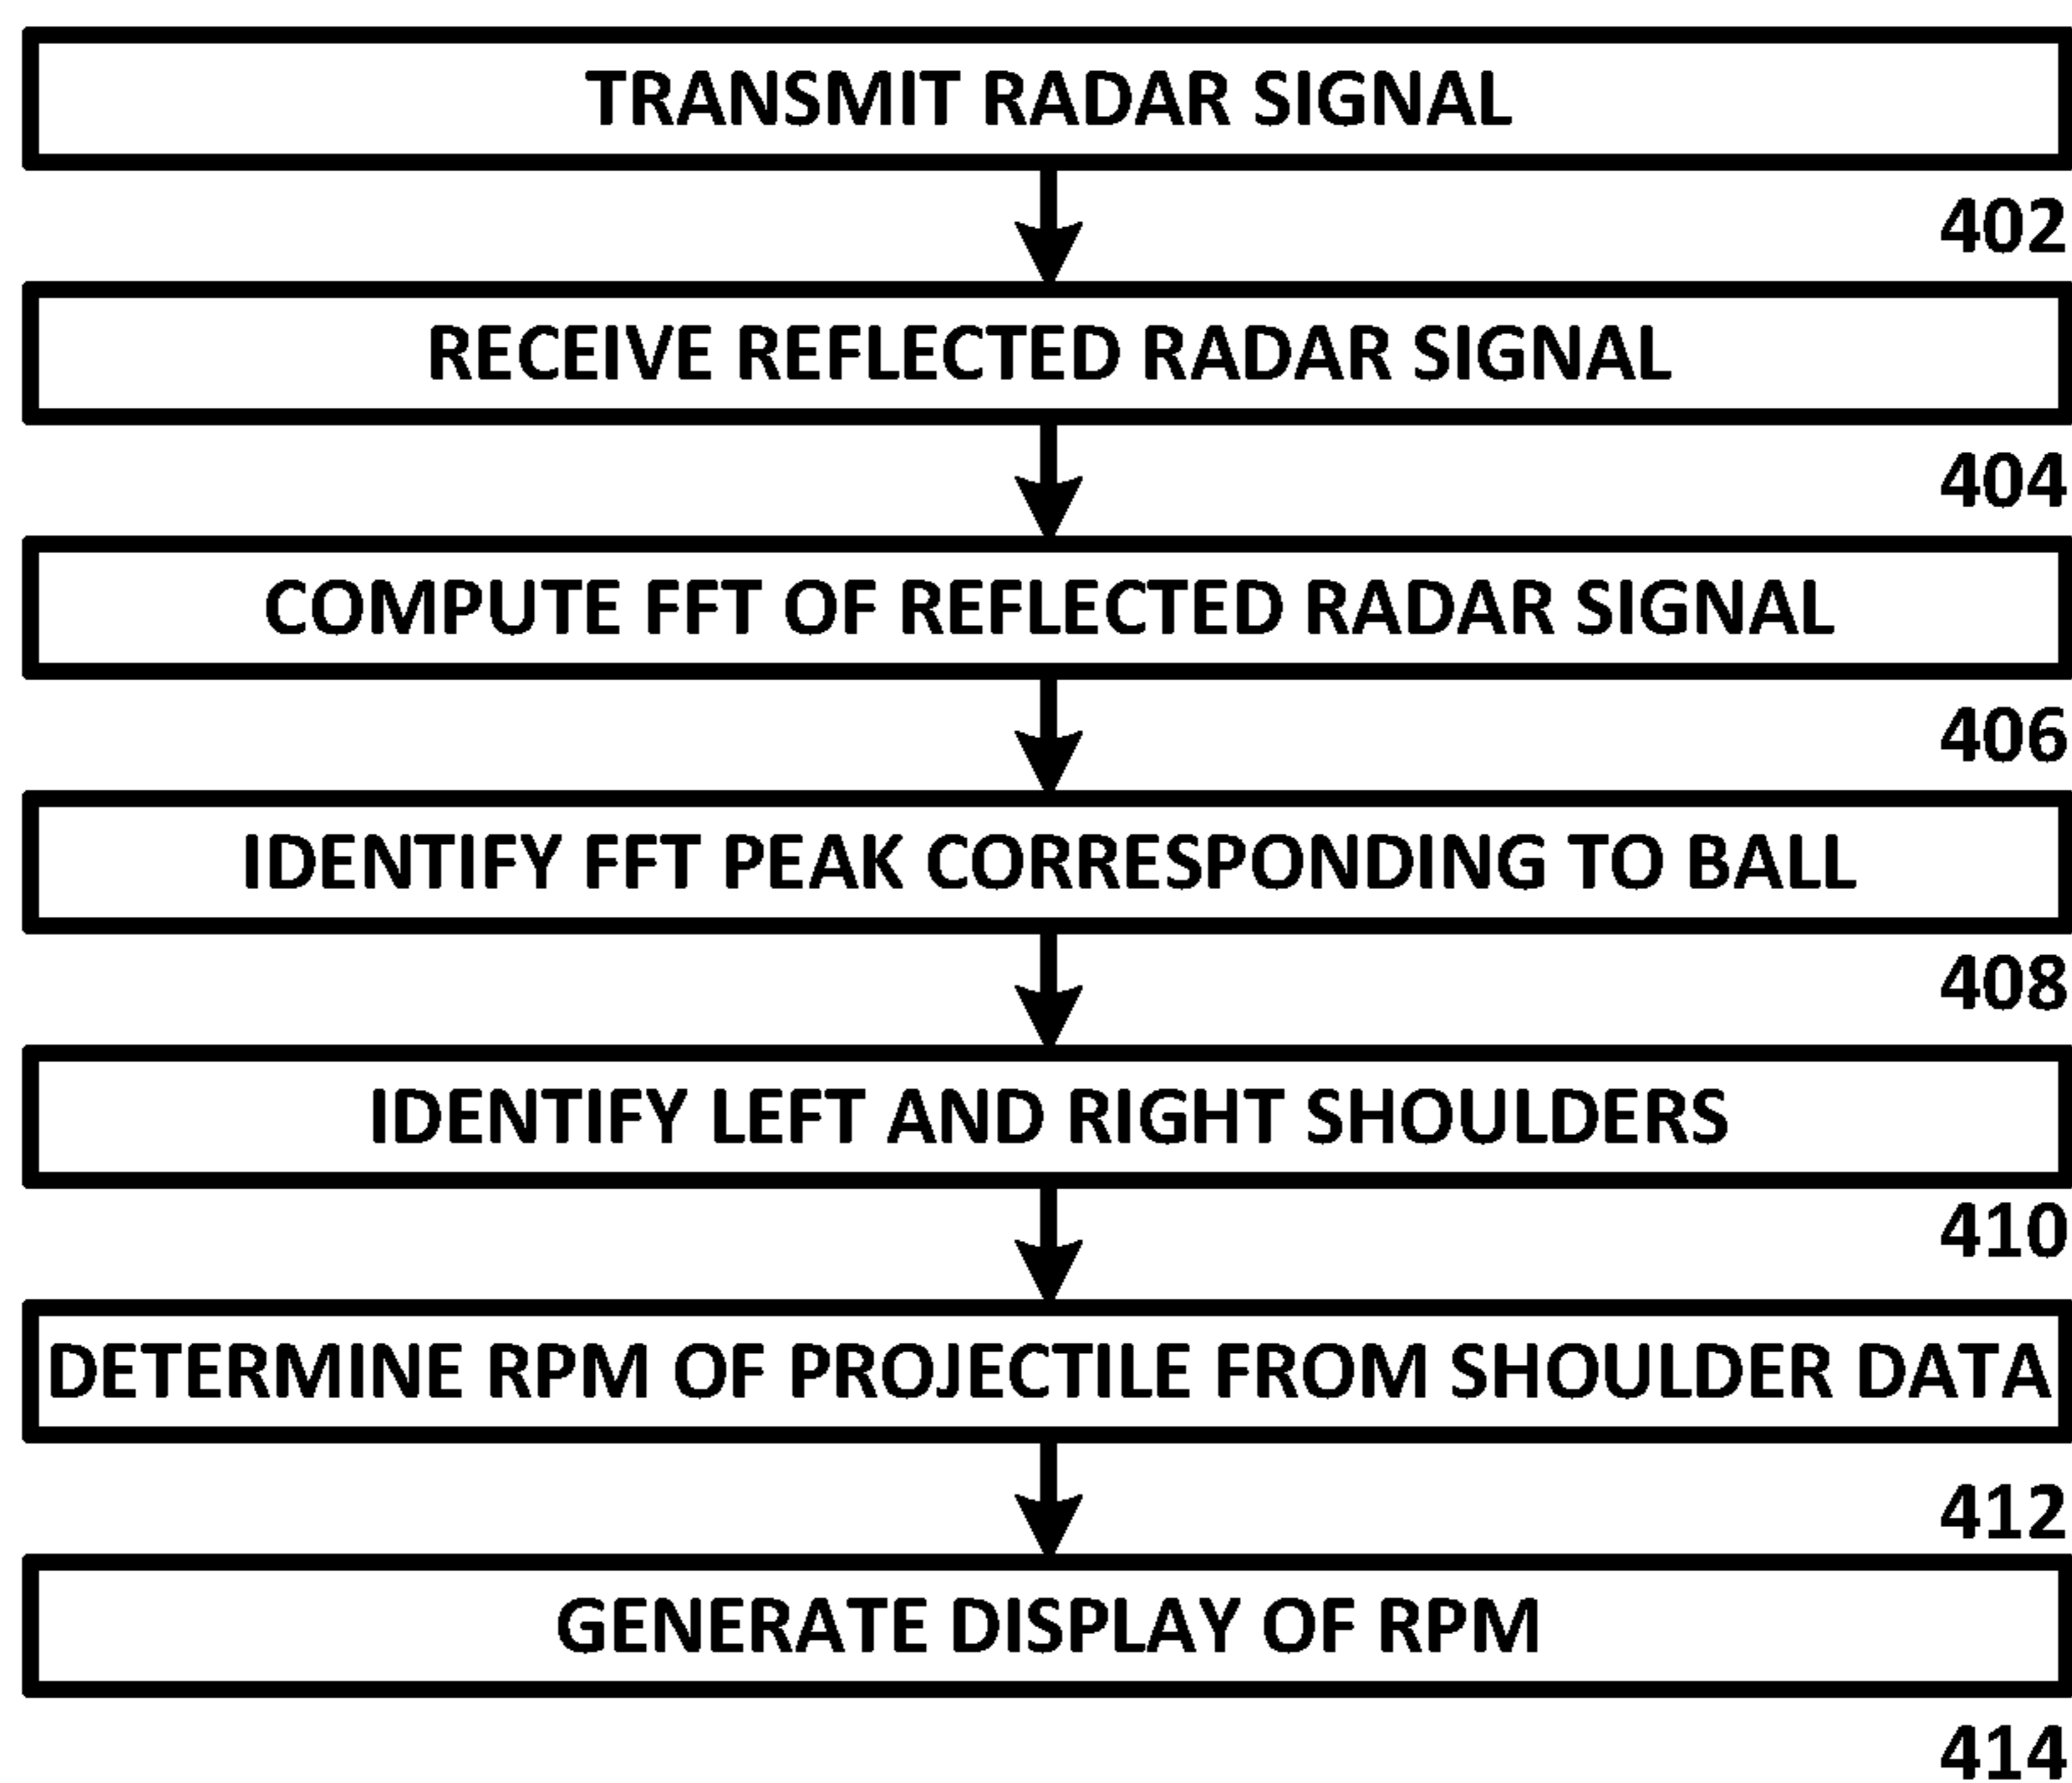 TRANSMIT RADAR SIGNAL
402
RECEIVE REFLECTED RADAR SIGNAL
404
COMPUTE FFT OF REFLECTED RADAR SIGNAL
406
IDENTIFY FFT PEAK CORRESPONDING TO BALL
408
IDENTIFY LEFT AND RIGHT SHOULDERS
410
DETERMINE RPM OF PROJECTILE FROM SHOULDER DATA
412
GENERATE DISPLAY OF RPM
414